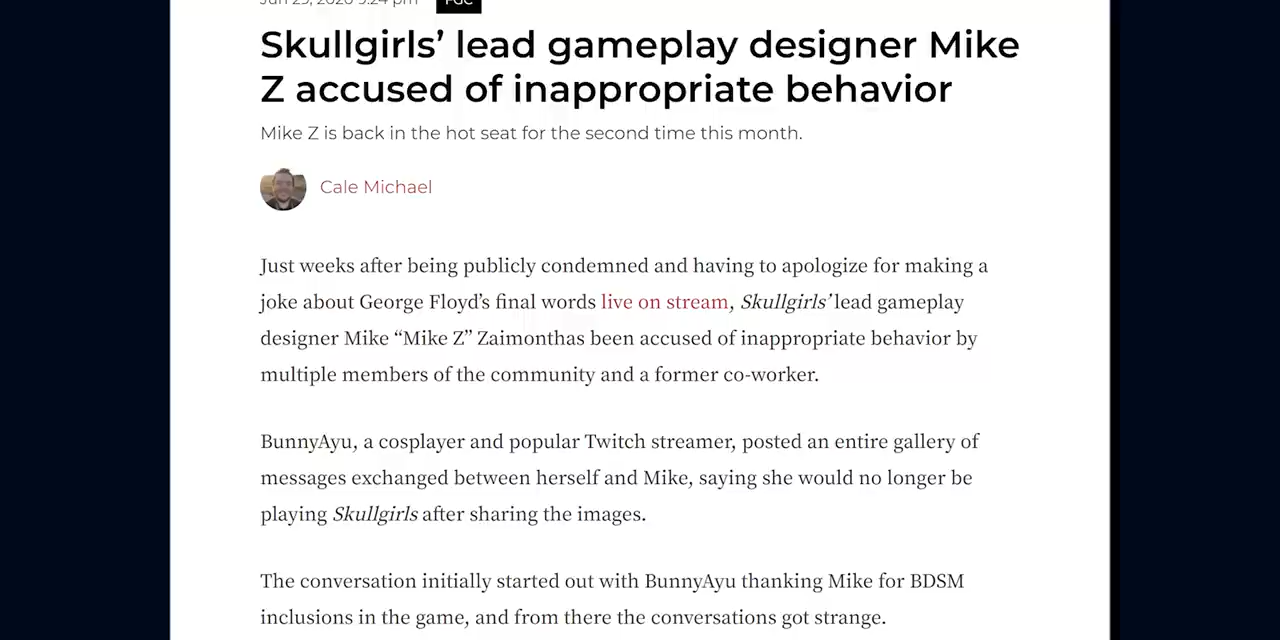 Skullgirls’ lead gameplay designer Mike
Z accused of inappropriate behavior
Mike Z is back in the hot seat for the second time this month.
Cale Michael
Just weeks after being publicly condemned and having to apologize for making a
joke about George Floyd’s final words live on stream, Skullgirls’ lead gameplay
designer Mike “Mike Z” Zaimonthas been accused of inappropriate behavior by
multiple members of the community and a former co-worker.
BunnyAyu, a cosplayer and popular Twitch streamer, posted an entire gallery of
messages exchanged between herself and Mike, saying she would no longer be
playing Skullgirls after sharing the images.
The conversation initially started out with BunnyAyu thanking Mike for BDSM
inclusions in the game, and from there the conversations got strange.